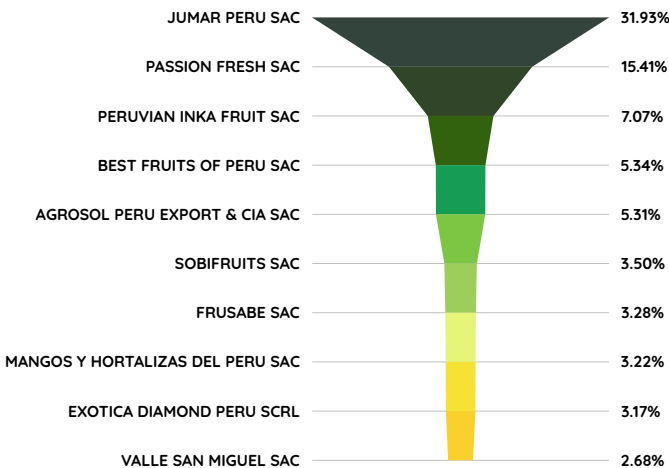 JUMAR PERU SAC 31.93%
PASSION FRESH SAC 15.41%
PERUVIAN INKA FRUIT SAC 7.07%
BEST FRUITS OF PERU SAC 5.34%
AGROSOL PERU EXPORT & CIA SAC 5.31%
SOBIFRUITS SAC 3.50%
FRUSABE SAC 3.28%
MANGOS Y HORTALIZAS DEL PERU SAC 3.22%
EXOTICA DIAMOND PERU SCRL 3.17%
VALLE SAN MIGUEL SAC 2.68%